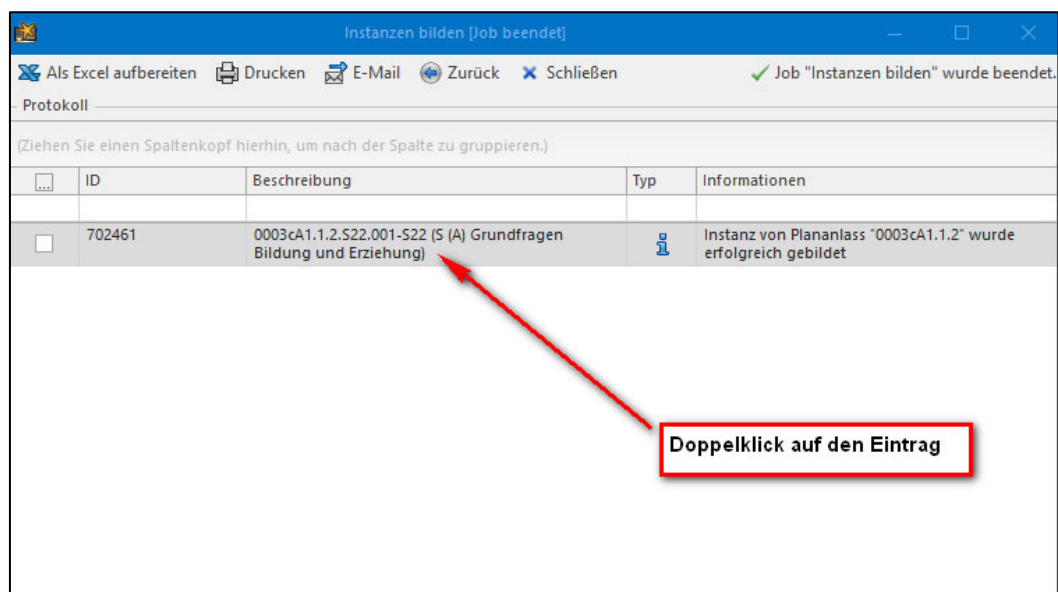 Instanzen bilden [Job beendet]
Als Excel aufbereiten Drucken E-Mail Zurück Schließen Job "Instanzen bilden" wurde beendet.
Protokoll
(Ziehen Sie einen Spaltenkopf hierhin, um nach der Spalte zu gruppieren.)
... ID Beschreibung Typ Informationen
702461 0003cA1.1.2.S22.001-S22 (S (A) Grundfragen Instanz von Plananlass "0003cA1.1.2" wurde
Bildung und Erziehung) erfolgreich gebildet
Doppelklick auf den Eintrag